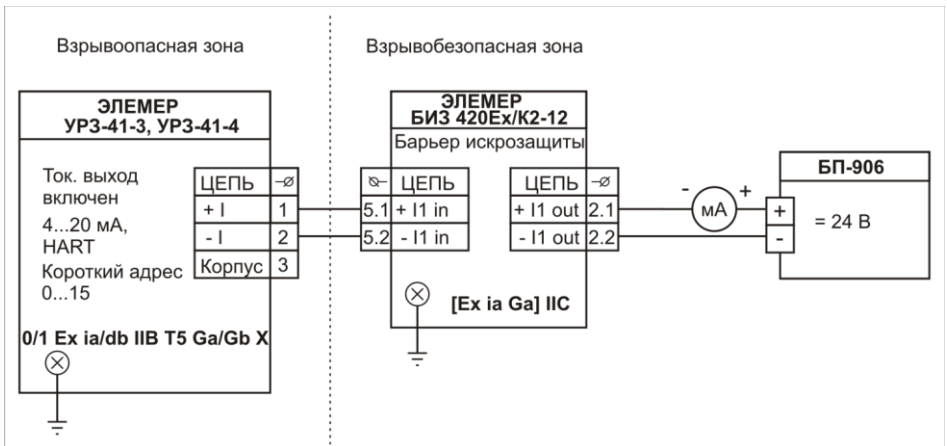 Взрывоопасная зона
Взрывобезопасная зона
ЭЛЕМЕР
УРЗ-41-3, УРЗ-41-4
Ток. выход
включен
4...20 мА,
HART
Короткий адрес
0...15
ЦЕПЬ
+ I 1
- I 2
Корпус 3
0/1 Ex ia/db IIB T5 Ga/Gb X
ЭЛЕМЕР
БИЗ 420Ex/К2-12
Барьер искрозащиты
ЦЕПЬ
5.1 + I1 in
5.2 - I1 in
ЦЕПЬ
+ I1 out 2.1
- I1 out 2.2
[Ex ia Ga] IIC
- +
мА
БП-906
+
-
= 24 В